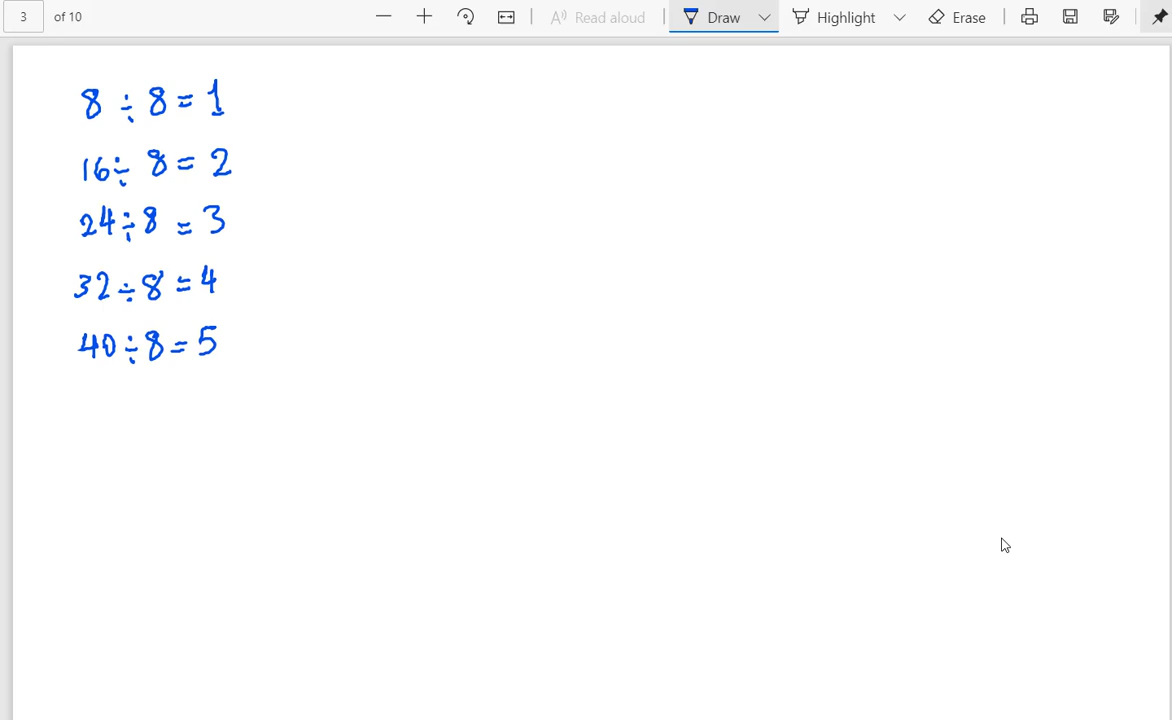 3 of 10 Read aloud Draw Highlight Erase
8 ÷ 8 = 1
16 ÷ 8 = 2
24 ÷ 8 = 3
32 ÷ 8 = 4
40 ÷ 8 = 5